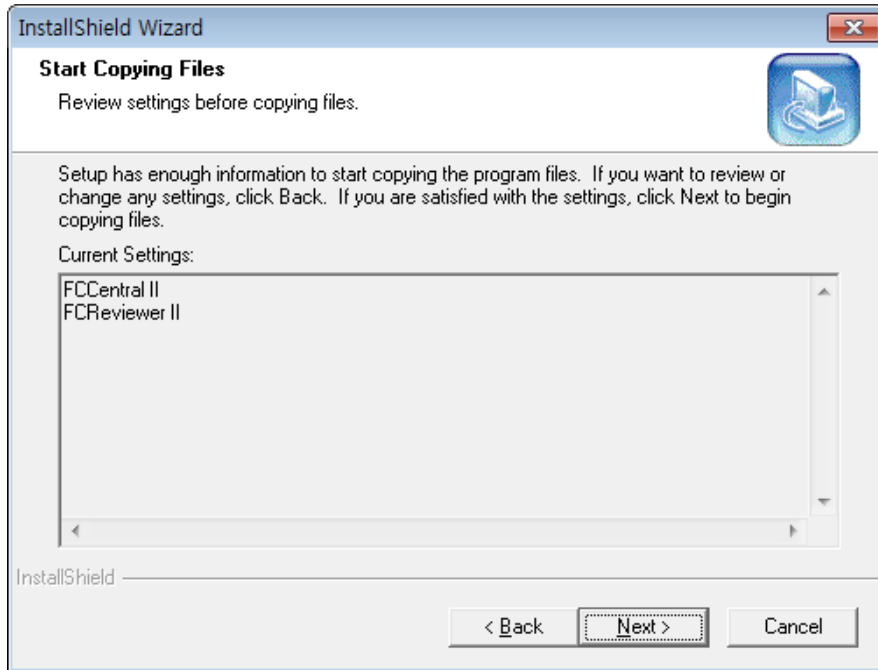 InstallShield Wizard
Start Copying Files
Review settings before copying files.
Setup has enough information to start copying the program files.  If you want to review or
change any settings, click Back.  If you are satisfied with the settings, click Next to begin
copying files.
Current Settings:
FCCentral II
FCReviewer II
InstallShield
< Back
Next >
Cancel